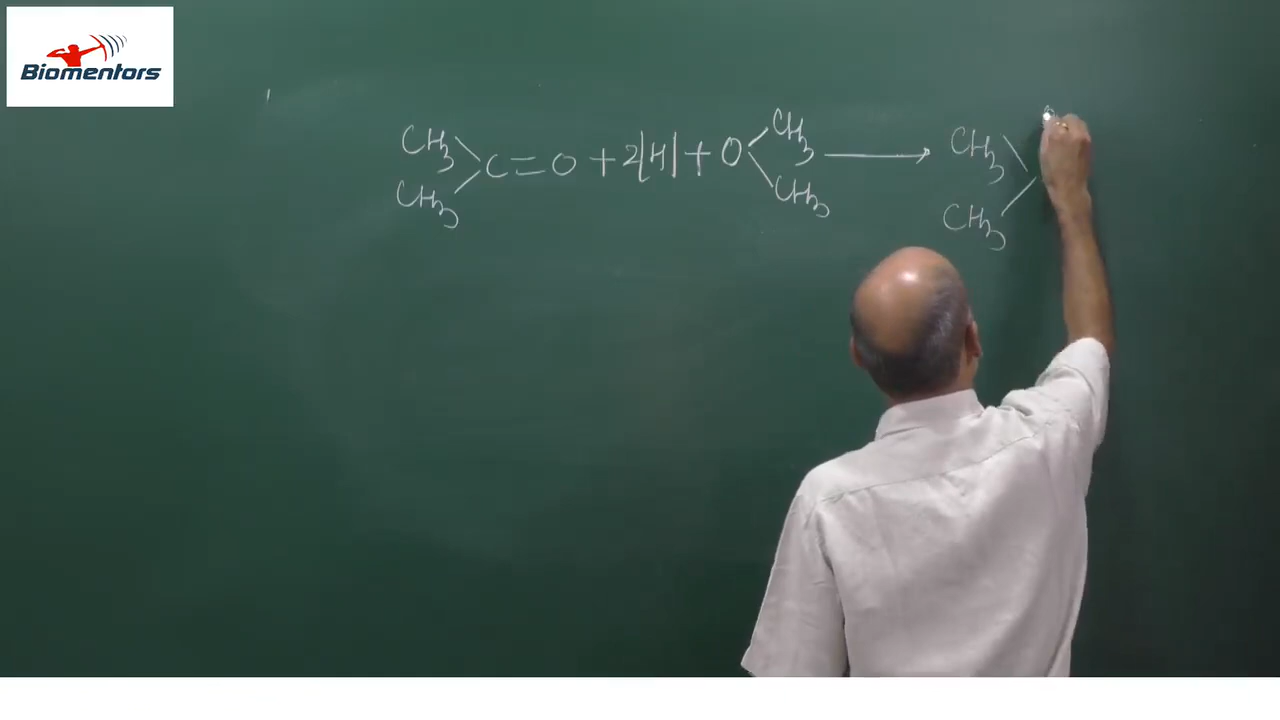 Biomentors
CH3 CH3 C=O + 2|H| + O CH3 CH3 → CH3 CH3